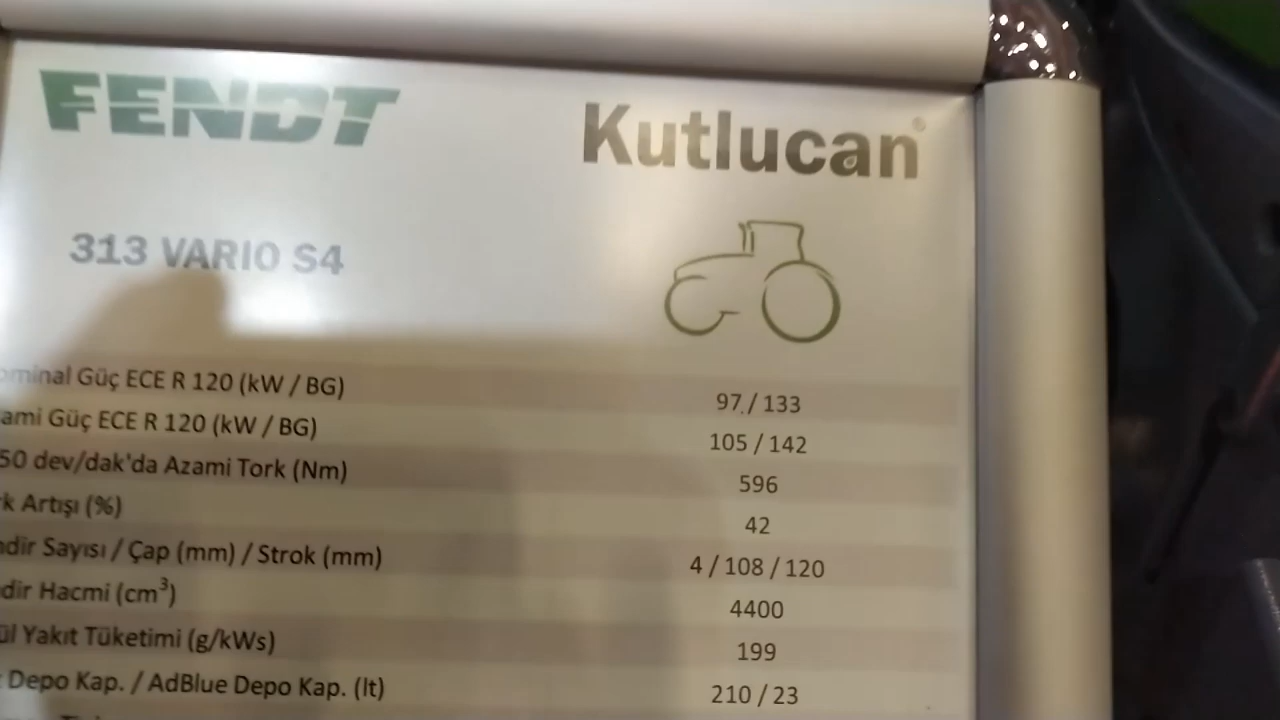 FENDT
Kutlucan®
313 VARIO S4
ominal Güç ECE R 120 (kW / BG) 97 / 133
ami Güç ECE R 120 (kW / BG) 105 / 142
50 dev/dak'da Azami Tork (Nm) 596
k Artışı (%) 42
ndir Sayısı / Çap (mm) / Strok (mm) 4 / 108 / 120
dir Hacmi (cm³) 4400
ül Yakıt Tüketimi (g/kWs) 199
Depo Kap. / AdBlue Depo Kap. (lt) 210 / 23